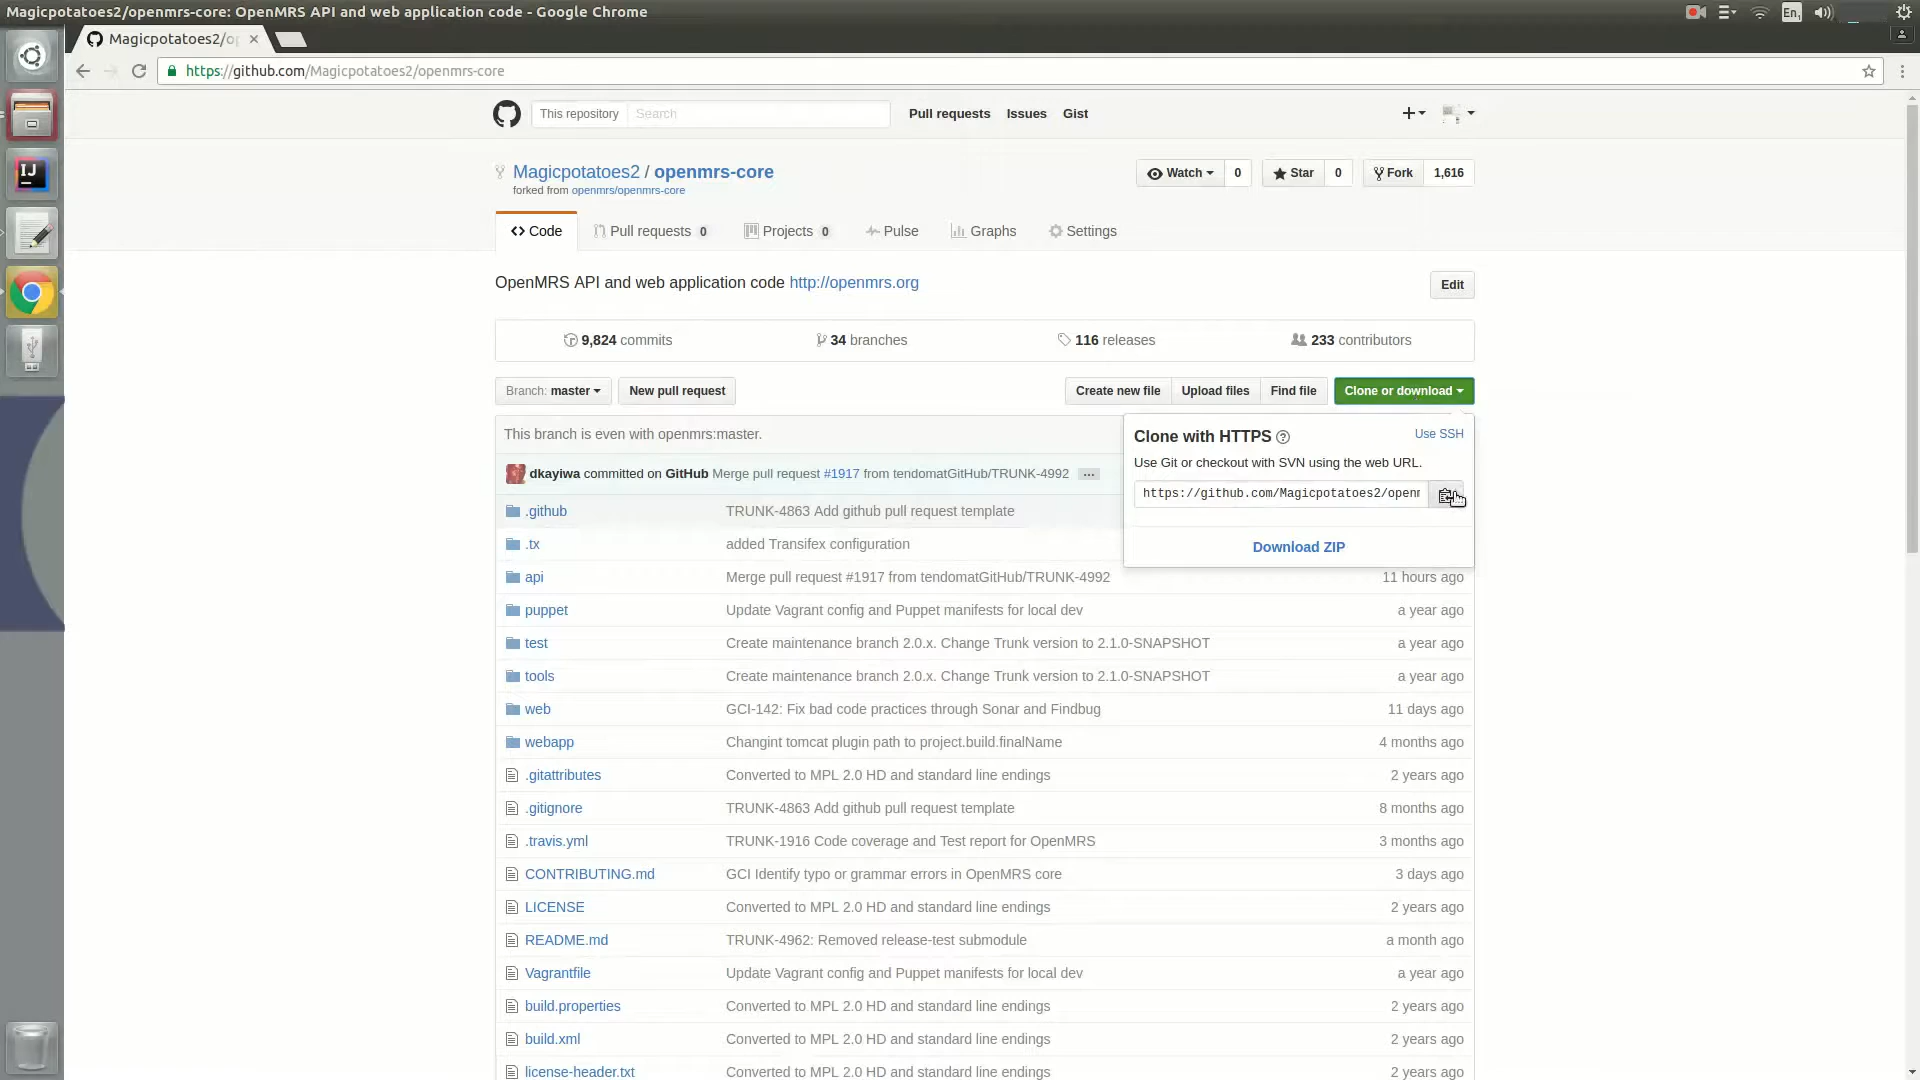 Magicpotatoes2/openmrs-core: OpenMRS API and web application code - Google Chrome
En
Magicpotatoes2/op
https://github.com/Magicpotatoes2/openmrs-core
This repository Search Pull requests Issues Gist
Magicpotatoes2 / openmrs-core
Watch 0 Star 0 Fork 1,616
forked from openmrs/openmrs-core
Code Pull requests 0 Projects 0 Pulse Graphs Settings
OpenMRS API and web application code http://openmrs.org
Edit
9,824 commits 34 branches 116 releases 233 contributors
Branch: master New pull request Create new file Upload files Find file Clone or download
This branch is even with openmrs:master.
Clone with HTTPS Use SSH
Use Git or checkout with SVN using the web URL.
https://github.com/Magicpotatoes2/openm
Download ZIP
dkayiwa committed on GitHub Merge pull request #1917 from tendomatGitHub/TRUNK-4992 ...
.github TRUNK-4863 Add github pull request template
.tx added Transifex configuration
api Merge pull request #1917 from tendomatGitHub/TRUNK-4992 11 hours ago
puppet Update Vagrant config and Puppet manifests for local dev a year ago
test Create maintenance branch 2.0.x. Change Trunk version to 2.1.0-SNAPSHOT a year ago
tools Create maintenance branch 2.0.x. Change Trunk version to 2.1.0-SNAPSHOT a year ago
web GCI-142: Fix bad code practices through Sonar and Findbug 11 days ago
webapp Changint tomcat plugin path to project.build.finalName 4 months ago
.gitattributes Converted to MPL 2.0 HD and standard line endings 2 years ago
.gitignore TRUNK-4863 Add github pull request template 8 months ago
.travis.yml TRUNK-1916 Code coverage and Test report for OpenMRS 3 months ago
CONTRIBUTING.md GCI Identify typo or grammar errors in OpenMRS core 3 days ago
LICENSE Converted to MPL 2.0 HD and standard line endings 2 years ago
README.md TRUNK-4962: Removed release-test submodule a month ago
Vagrantfile Update Vagrant config and Puppet manifests for local dev a year ago
build.properties Converted to MPL 2.0 HD and standard line endings 2 years ago
build.xml Converted to MPL 2.0 HD and standard line endings 2 years ago
license-header.txt Converted to MPL 2.0 HD and standard line endings 2 years ago
IJ